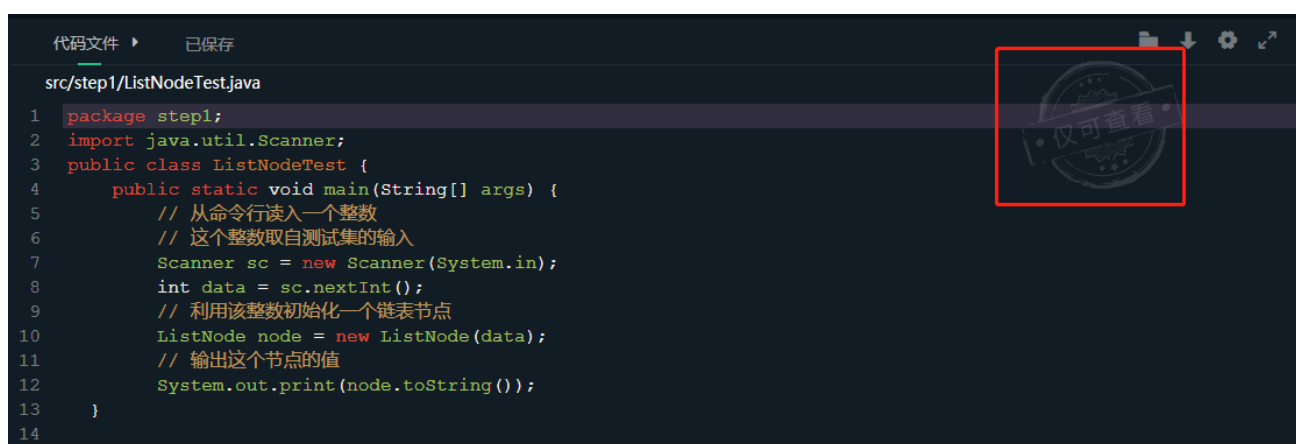 代码文件 已保存
src/step1/ListNodeTest.java
仅可查看
1 package step1;
2 import java.util.Scanner;
3 public class ListNodeTest {
4 public static void main(String[] args) {
5 // 从命令行读入一个整数
6 // 这个整数取自测试集的输入
7 Scanner sc = new Scanner(System.in);
8 int data = sc.nextInt();
9 // 利用该整数初始化一个链表节点
10 ListNode node = new ListNode(data);
11 // 输出这个节点的值
12 System.out.print(node.toString());
13 }
14